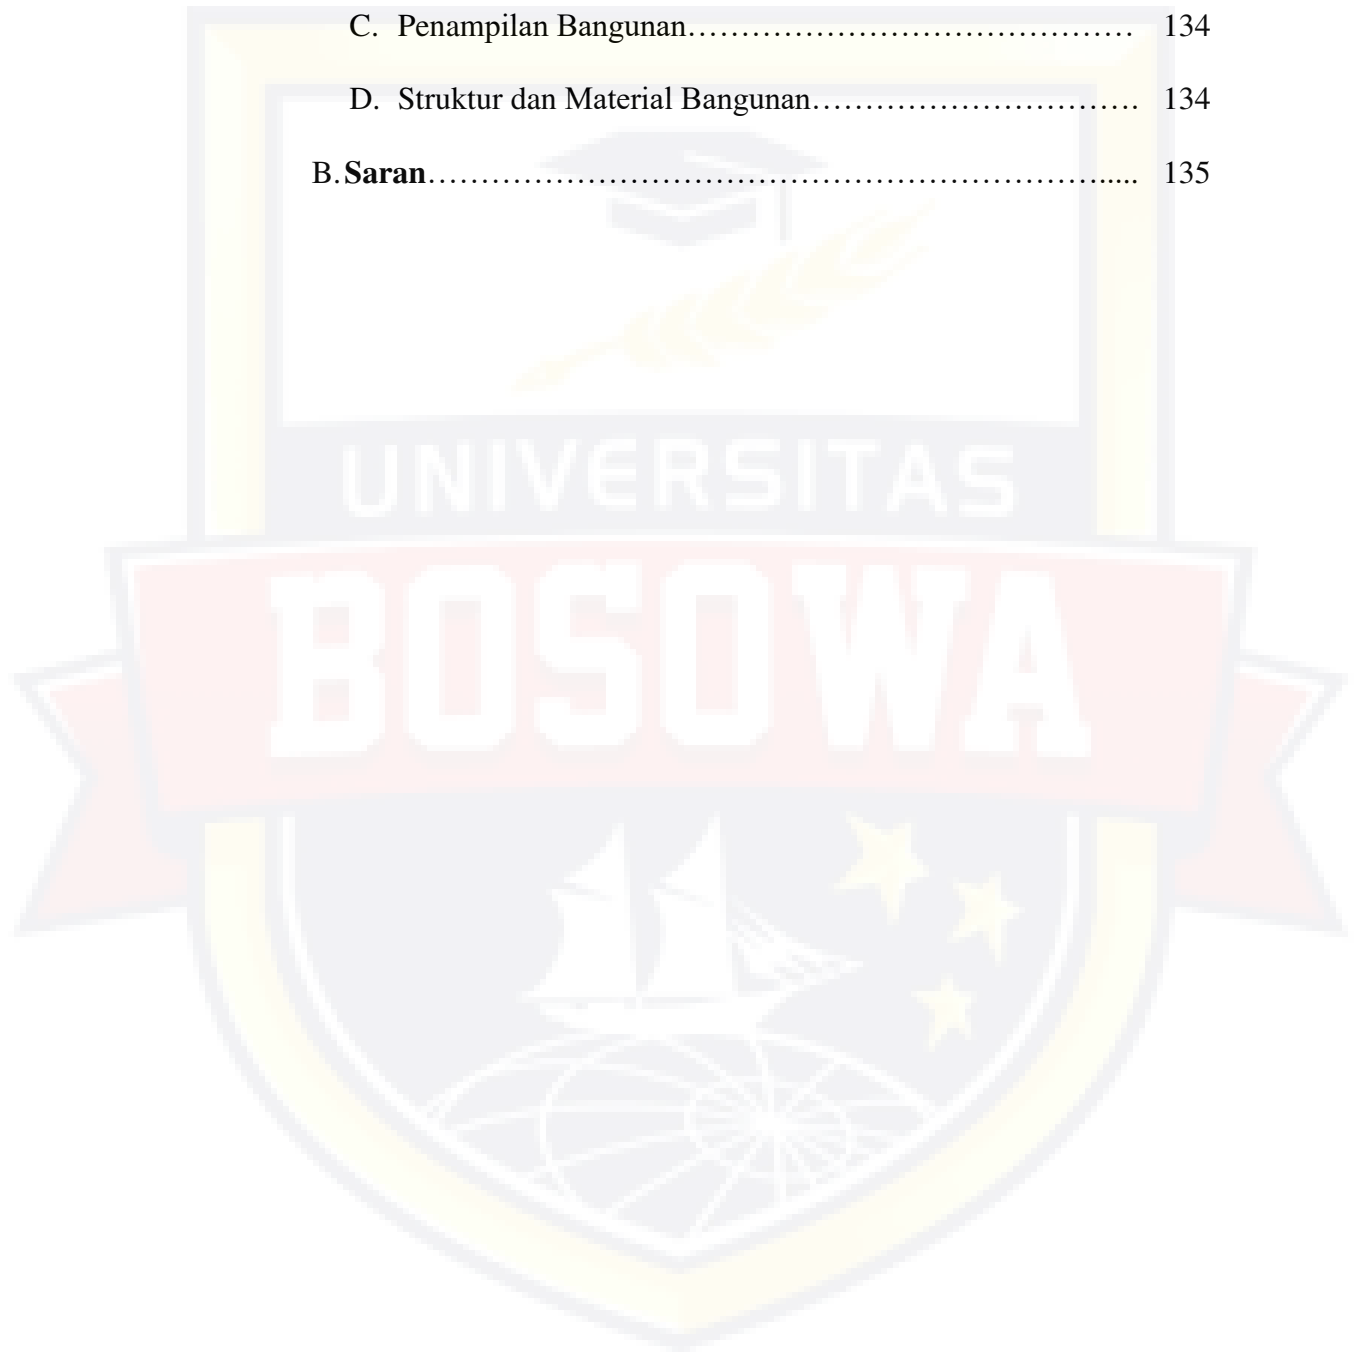 C. Penampilan Bangunan…………………………………… 134
D. Struktur dan Material Bangunan…………………………. 134
B. Saran………………………………………………………...... 135
UNIVERSITAS
BOSOWA